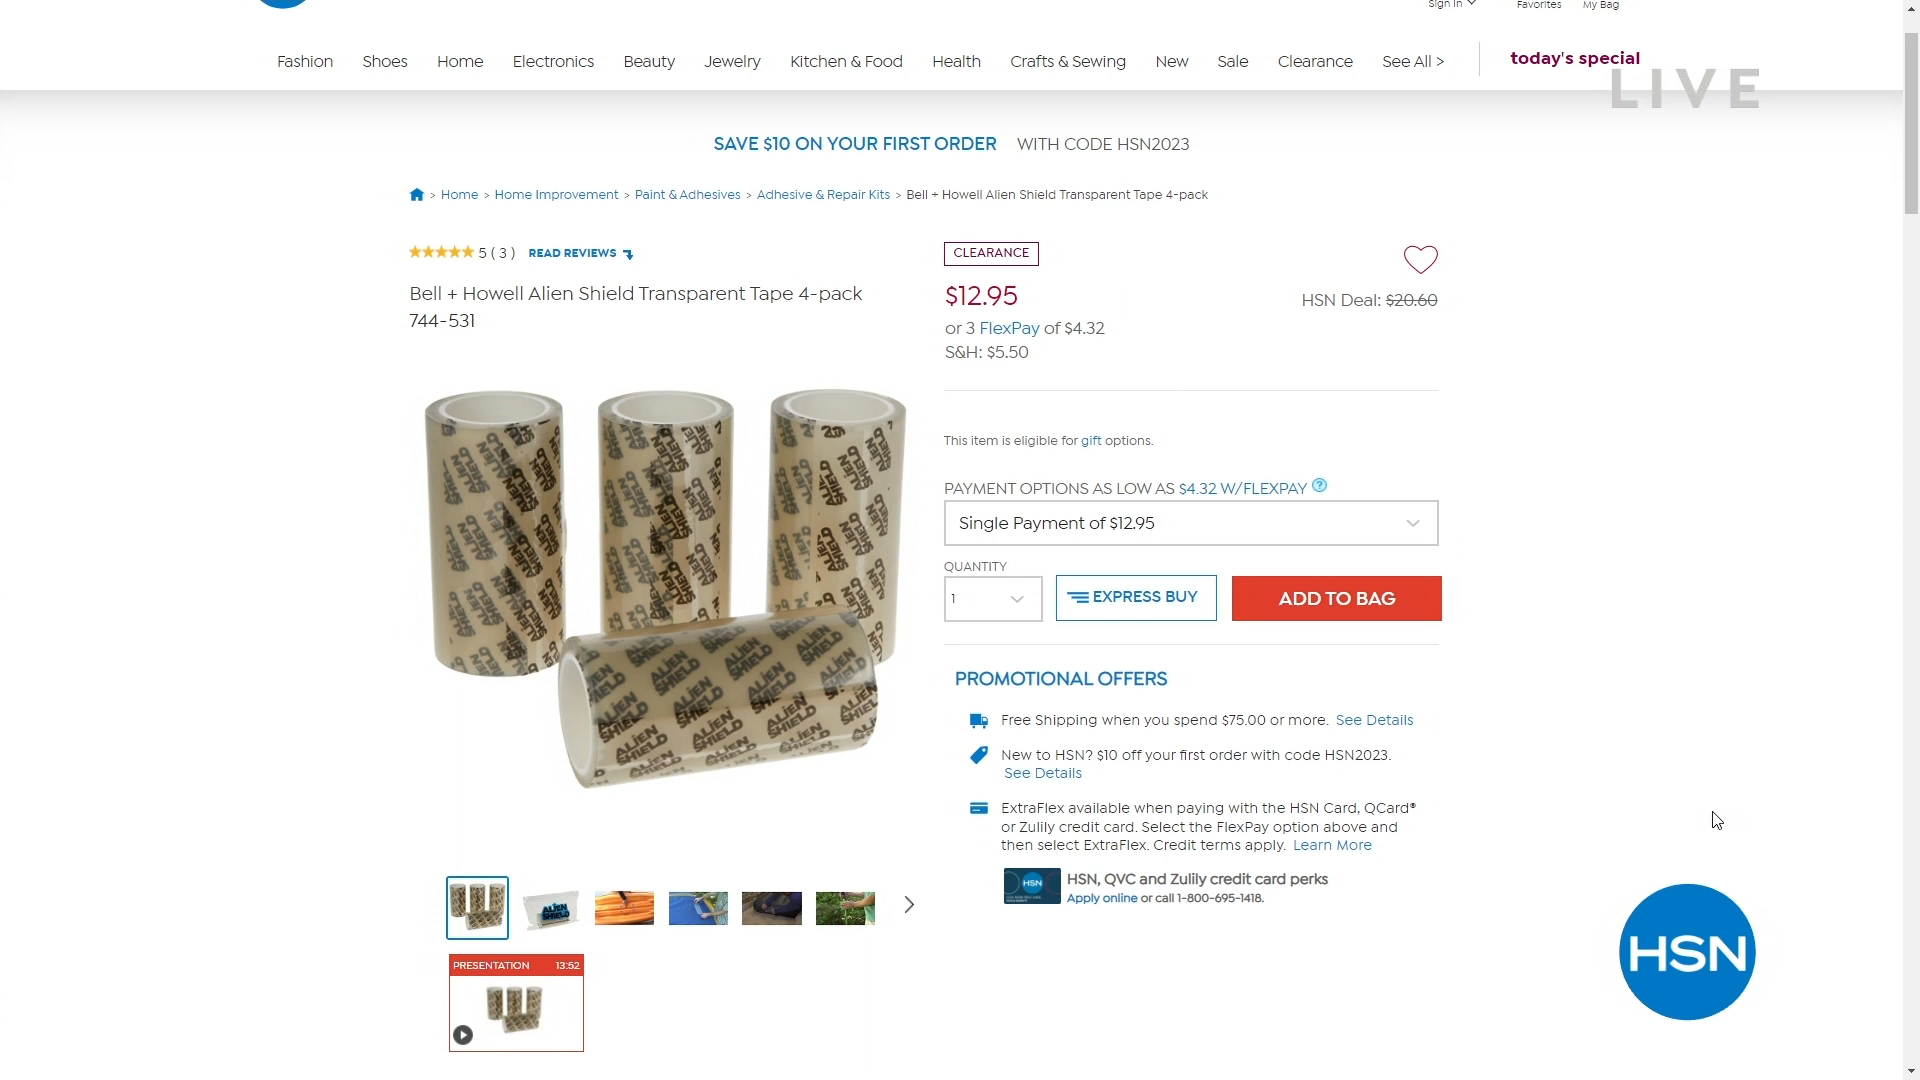 Sign In
Favorites
My Bag
Fashion
Shoes
Home
Electronics
Beauty
Jewelry
Kitchen & Food
Health
Crafts & Sewing
New
Sale
Clearance
See All >
today's special
LIVE
SAVE $10 ON YOUR FIRST ORDER WITH CODE HSN2023
> Home > Home Improvement > Paint & Adhesives > Adhesive & Repair Kits > Bell + Howell Alien Shield Transparent Tape 4-pack
5 ( 3 ) READ REVIEWS
Bell + Howell Alien Shield Transparent Tape 4-pack
744-531
ALIEN SHIELD
CLEARANCE
$12.95
HSN Deal: $20.60
or 3 FlexPay of $4.32
S&H: $5.50
This item is eligible for gift options.
PAYMENT OPTIONS AS LOW AS $4.32 W/FLEXPAY ?
Single Payment of $12.95
QUANTITY
1
EXPRESS BUY
ADD TO BAG
PROMOTIONAL OFFERS
Free Shipping when you spend $75.00 or more. See Details
New to HSN? $10 off your first order with code HSN2023.
See Details
ExtraFlex available when paying with the HSN Card, QCard®
or Zulily credit card. Select the FlexPay option above and
then select ExtraFlex. Credit terms apply. Learn More
HSN
HSN, QVC and Zulily credit card perks
Apply online or call 1-800-695-1418.
ALIEN
SHIELD
PRESENTATION 13:52
HSN